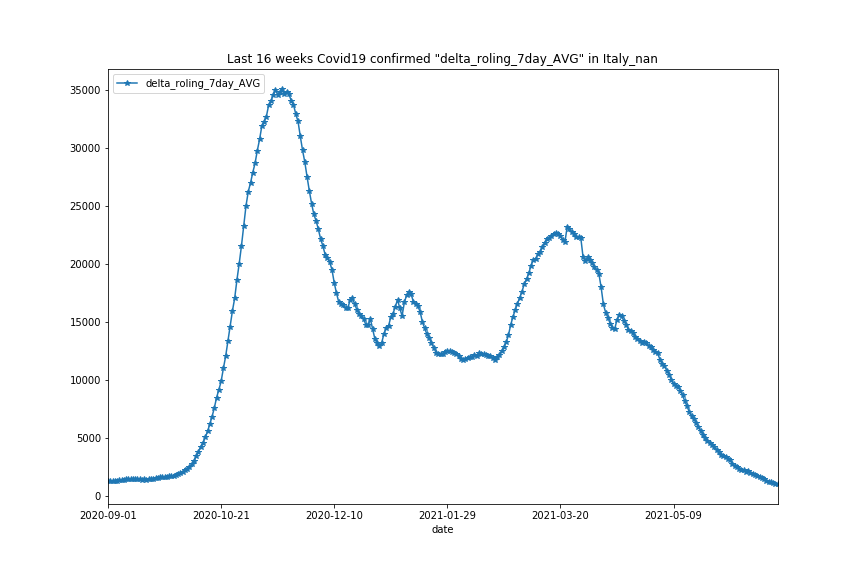 Last 16 weeks Covid19 confirmed "delta_roling_7day_AVG" in Italy_nan
delta_roling_7day_AVG
35000
30000
25000
20000
15000
10000
5000
0
2020-09-01 2020-10-21 2020-12-10 2021-01-29 2021-03-20 2021-05-09
date